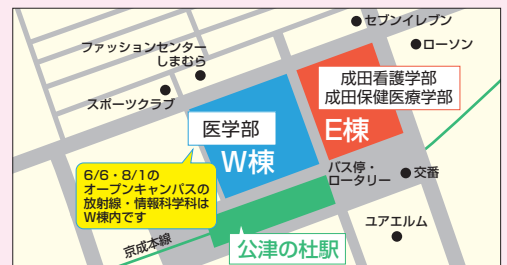 セブンイレブン
ローソン
ファッションセンター
しまむら
スポーツクラブ
成田看護学部
成田保健医療学部
E棟
医学部
W棟
6/6・8/1の
オープンキャンパスの
放射線・情報科学科は
W棟内です
バス停・
ロータリー
交番
ユアエルム
京成本線
公津の杜駅